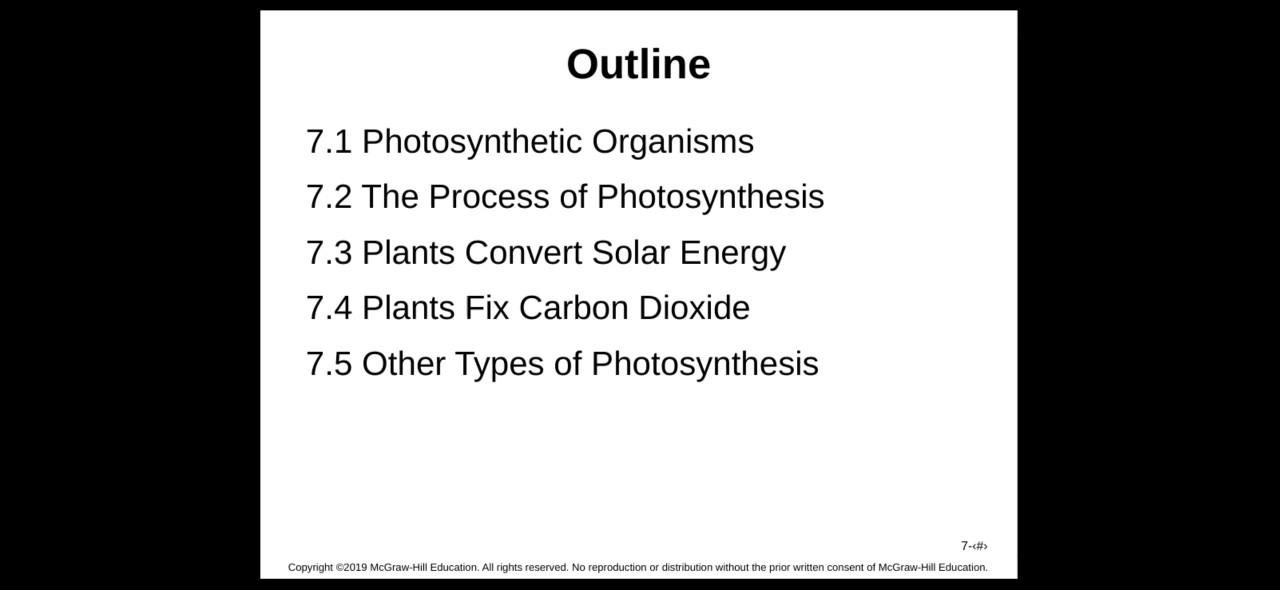 Outline
7.1 Photosynthetic Organisms
7.2 The Process of Photosynthesis
7.3 Plants Convert Solar Energy
7.4 Plants Fix Carbon Dioxide
7.5 Other Types of Photosynthesis
7-‹#›
Copyright ©2019 McGraw-Hill Education. All rights reserved. No reproduction or distribution without the prior written consent of McGraw-Hill Education.